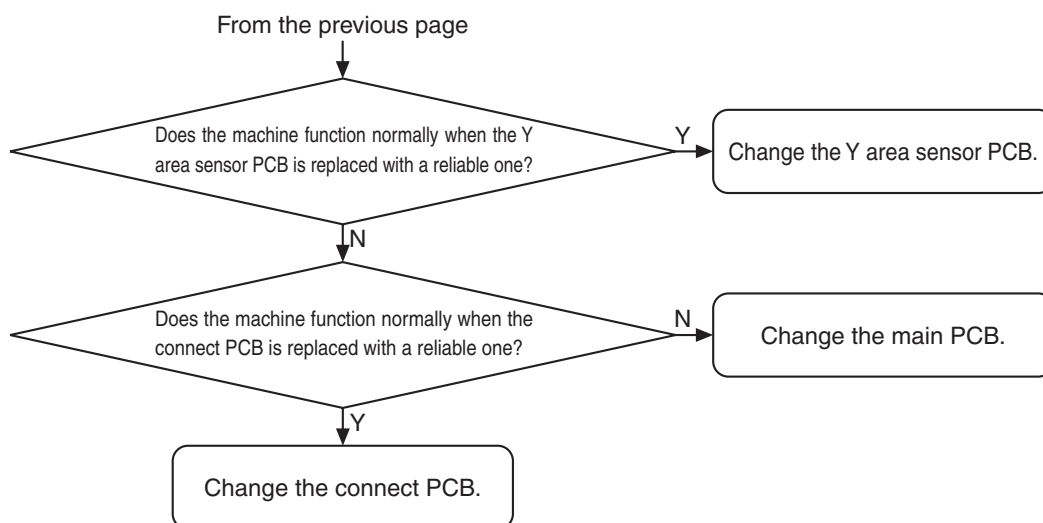 From the previous page
Does the machine function normally when the Y
area sensor PCB is replaced with a reliable one?
Y
Change the Y area sensor PCB.
N
Does the machine function normally when the
connect PCB is replaced with a reliable one?
N
Change the main PCB.
Y
Change the connect PCB.